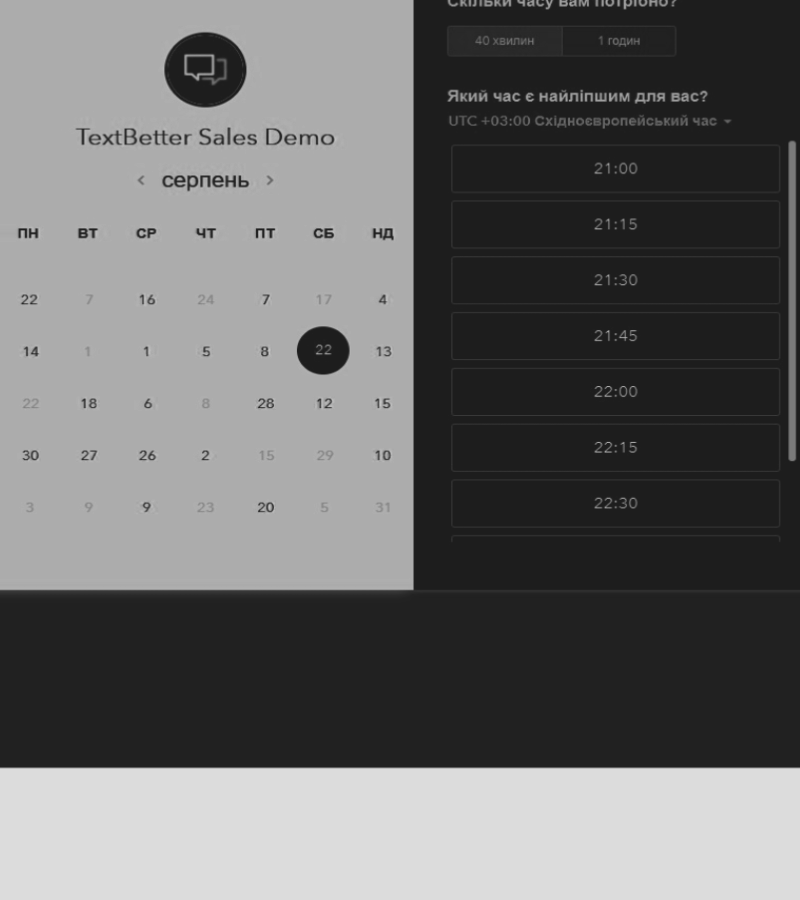 TextBetter Sales Demo
< серпень >
ПН ВТ СР ЧТ ПТ СБ НД
22 7 16 24 7 17 4
14 1 1 5 8 22 13
22 18 6 8 28 12 15
30 27 26 2 15 29 10
3 9 9 23 20 5 31
Скільки часу вам потрібно?
40 хвилин 1 годин
Який час є найліпшим для вас?
UTC +03:00 Східноєвропейський час
21:00
21:15
21:30
21:45
22:00
22:15
22:30